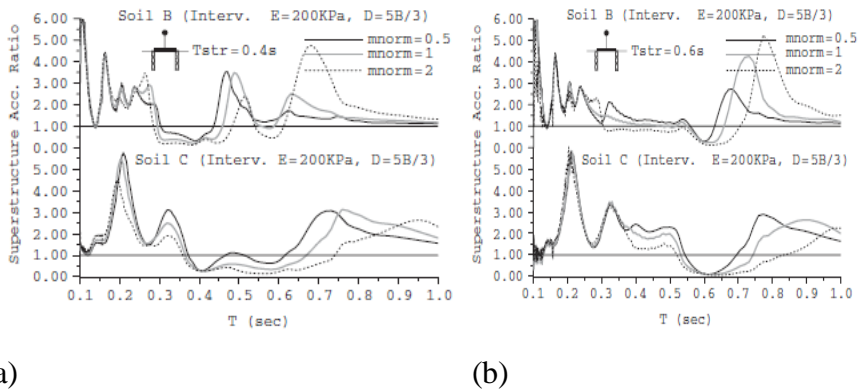 Soil B (Interv. E=200KPa, D=5B/3)
Tstr=0.4s
mnorm=0.5
mnorm=1
mnorm=2
Superstructure Acc. Ratio
6.00
5.00
4.00
3.00
2.00
1.00
0.00
Soil C (Interv. E=200KPa, D=5B/3)
5.00
4.00
3.00
2.00
1.00
0.00
0.1 0.2 0.3 0.4 0.5 0.6 0.7 0.8 0.9 1.0
T (sec)
a)
Soil B (Interv. E=200KPa, D=5B/3)
Tstr=0.6s
mnorm=0.5
mnorm=1
mnorm=2
Superstructure Acc. Ratio
6.00
5.00
4.00
3.00
2.00
1.00
0.00
Soil C (Interv. E=200KPa, D=5B/3)
5.00
4.00
3.00
2.00
1.00
0.00
0.1 0.2 0.3 0.4 0.5 0.6 0.7 0.8 0.9 1.0
T (sec)
(b)